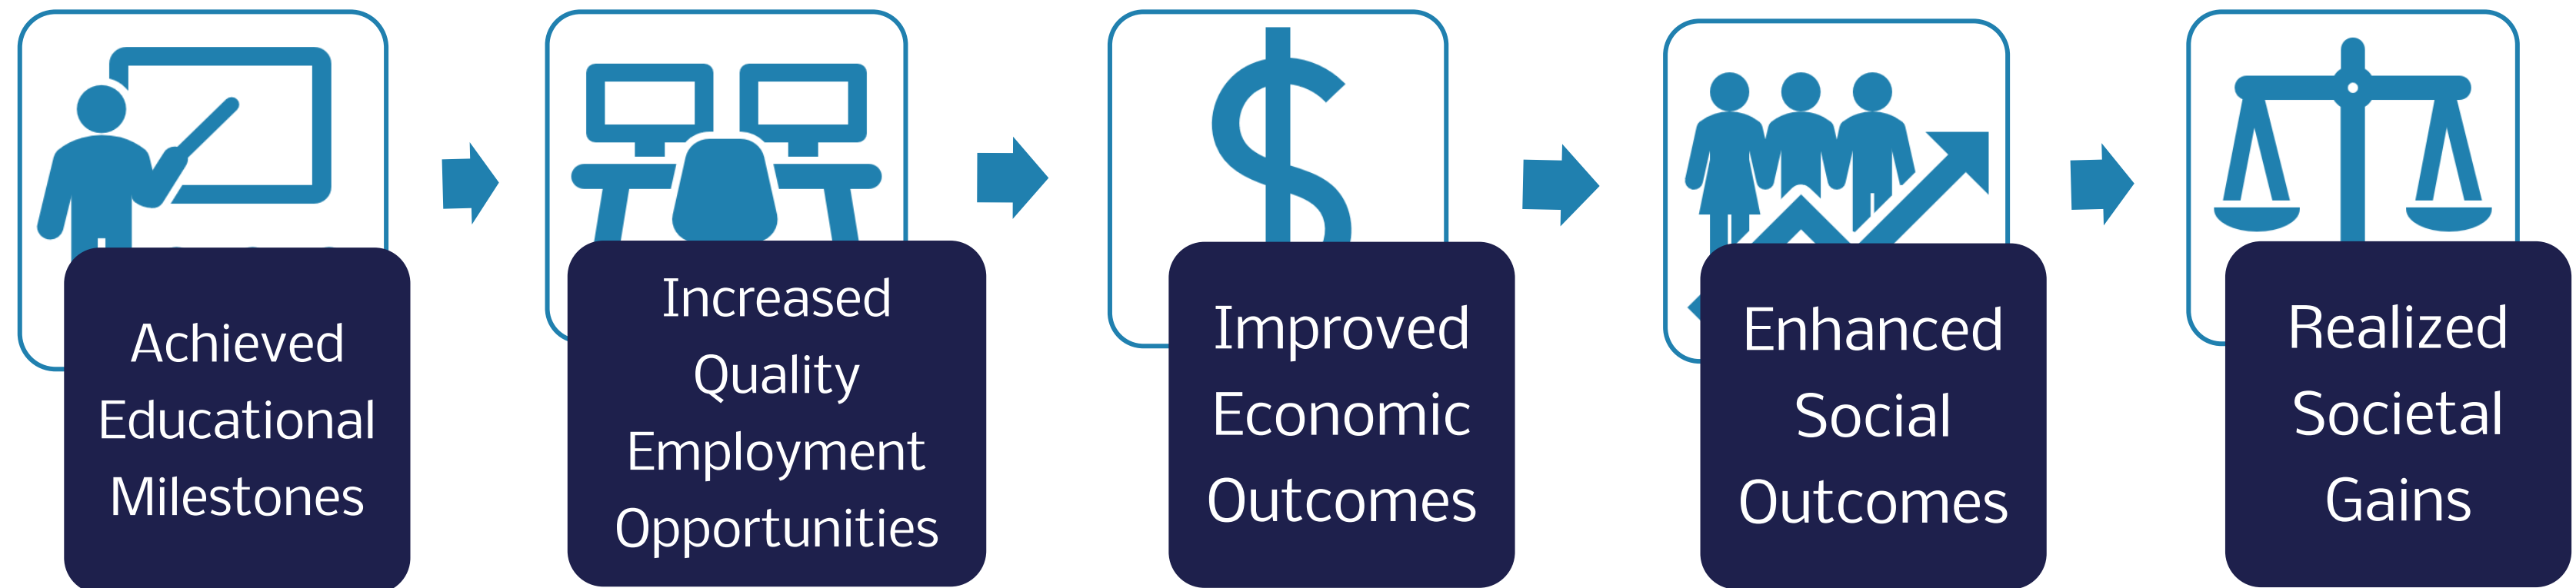 Achieved
Educational
Milestones
Increased
Quality
Employment
Opportunities
Improved
Economic
Outcomes
Enhanced
Social
Outcomes
Realized
Societal
Gains